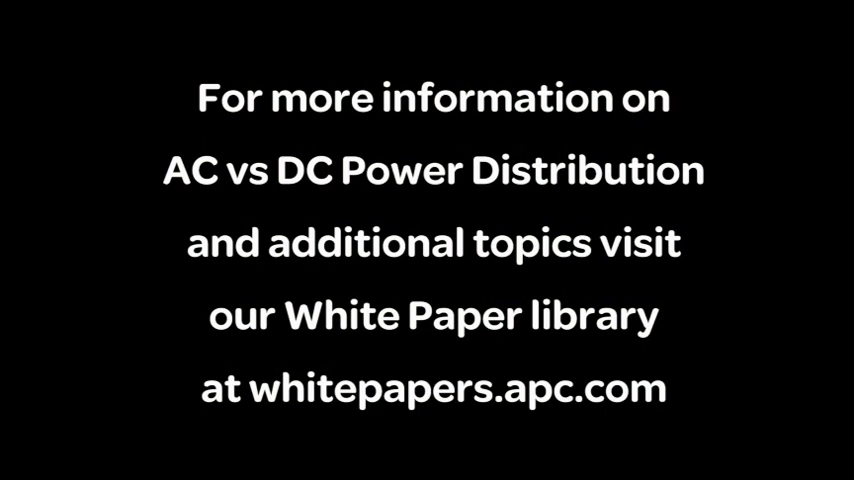 For more information on
AC vs DC Power Distribution
and additional topics visit
our White Paper library
at whitepapers.apc.com